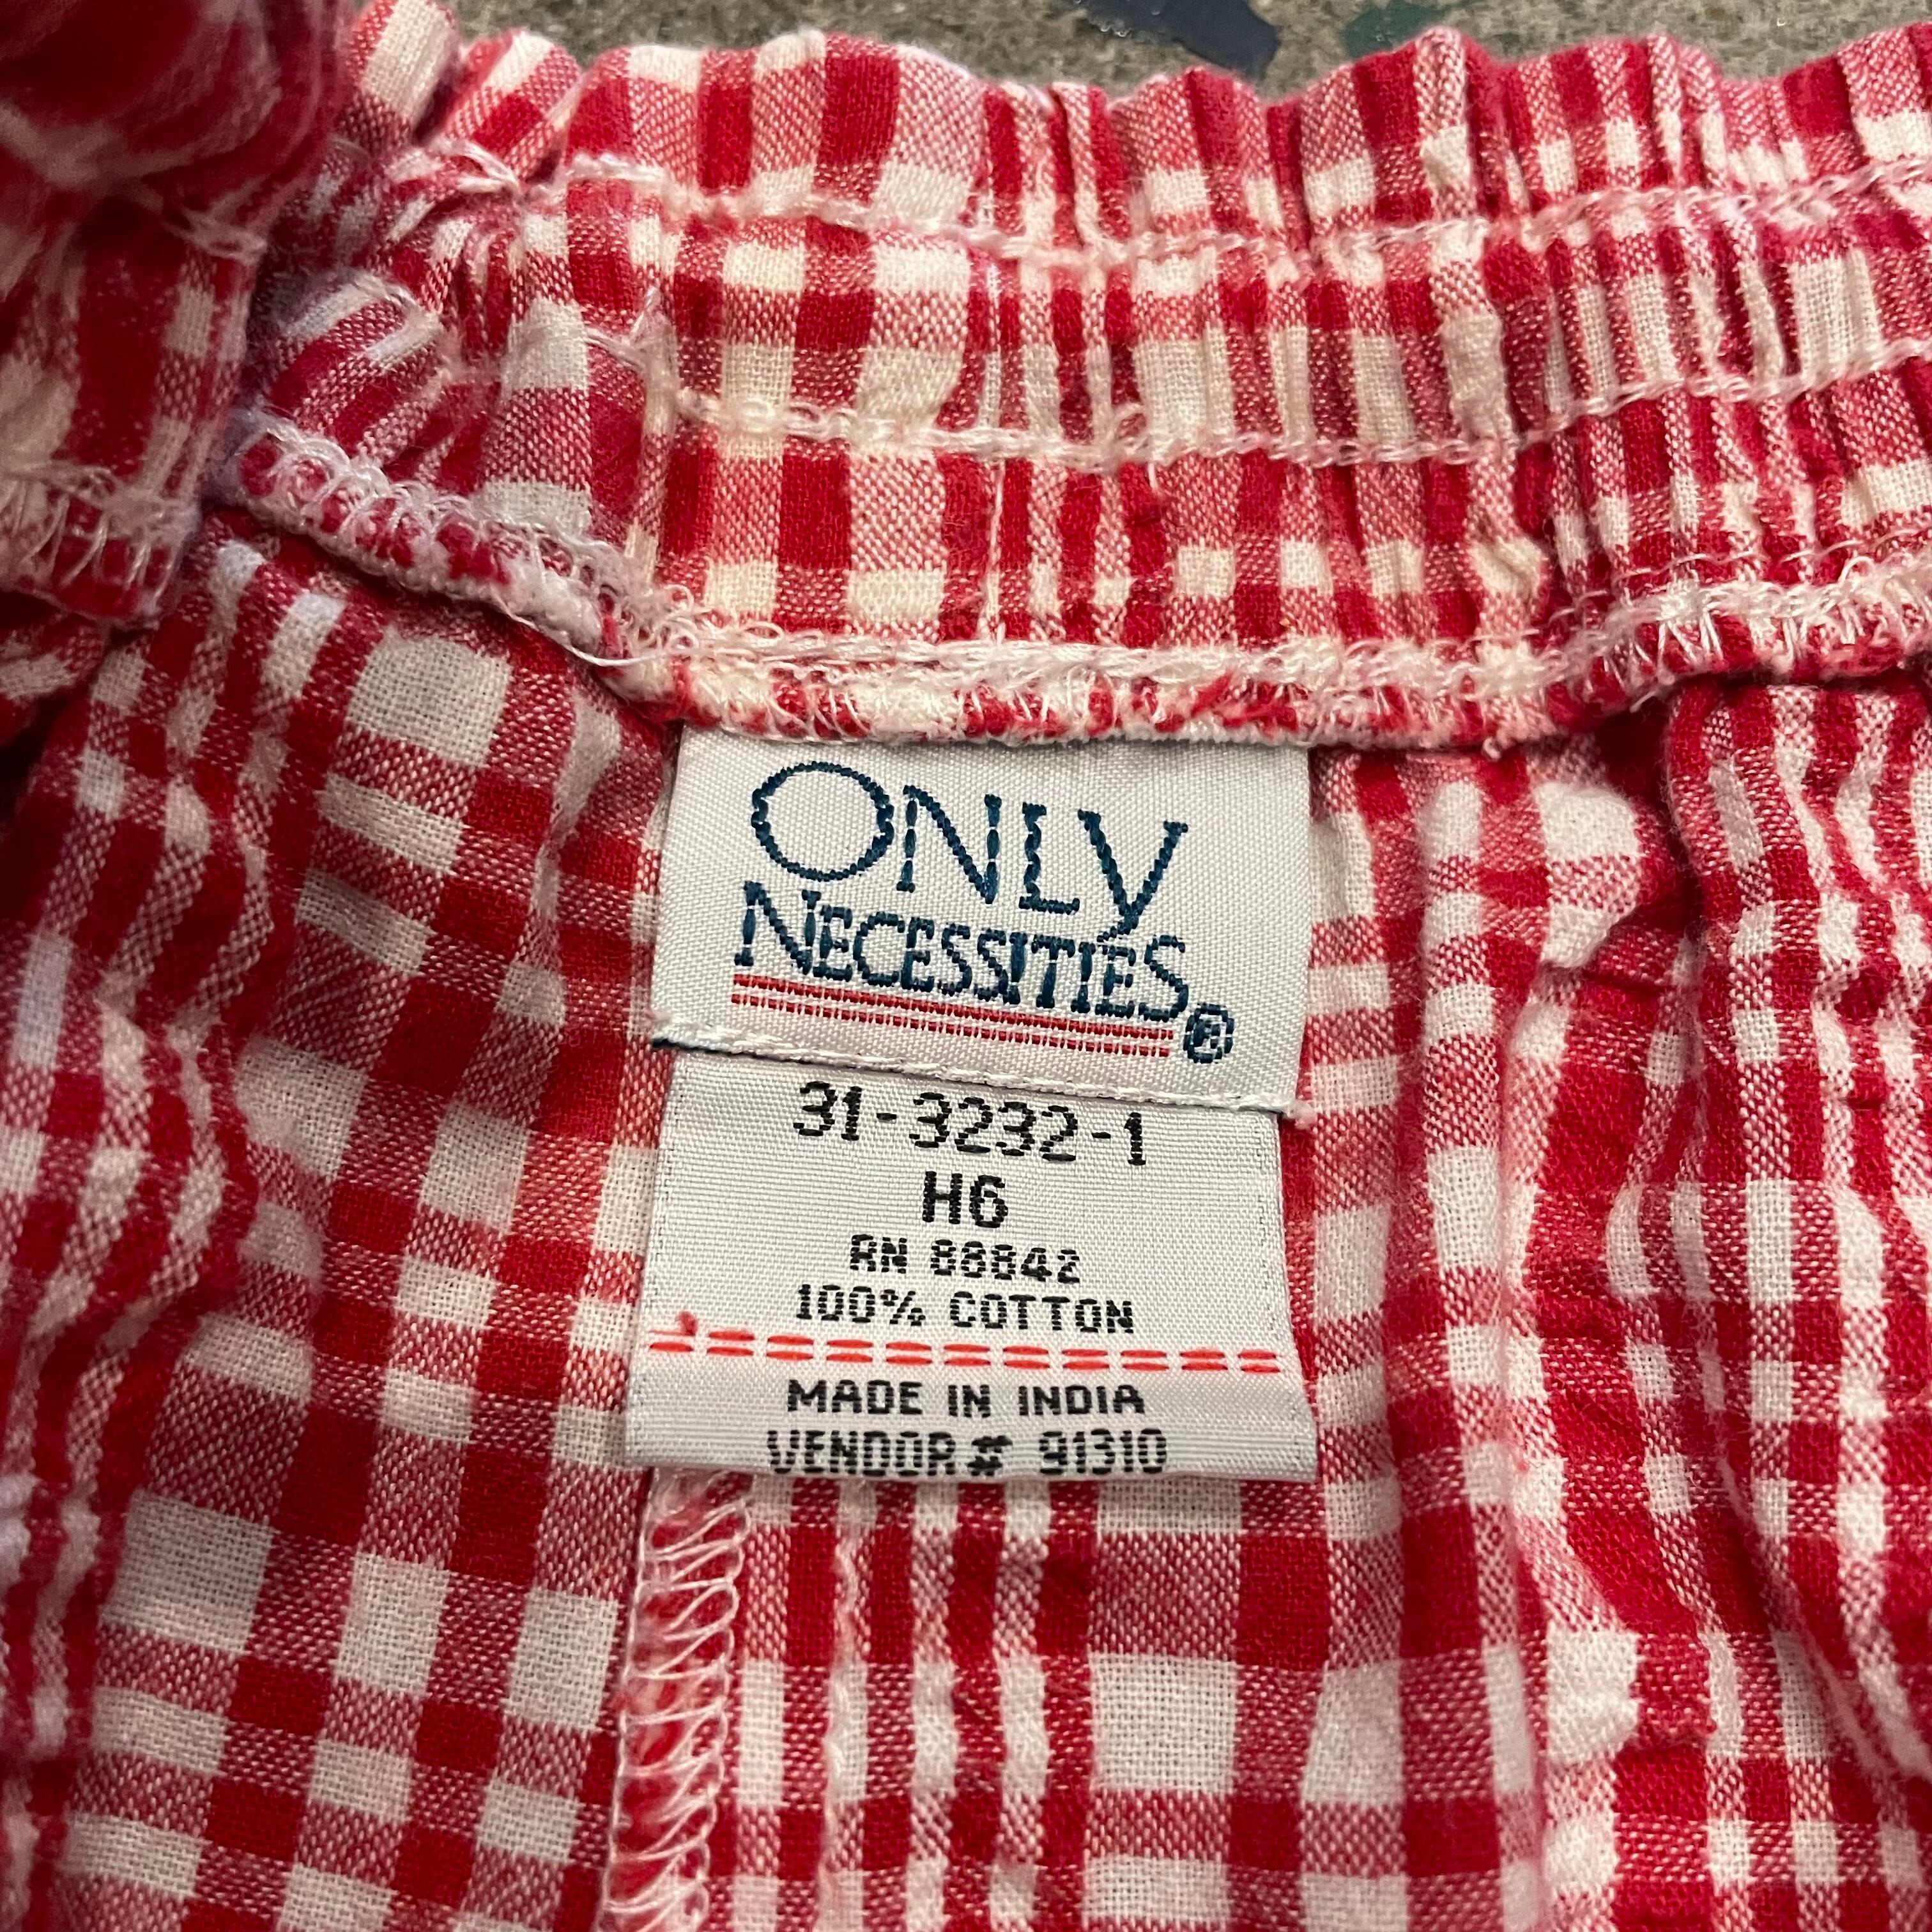 ONLY
NECESSITIES®
31-3232-1
H6
RN 88842
100% COTTON
MADE IN INDIA
VENDOR # 91310